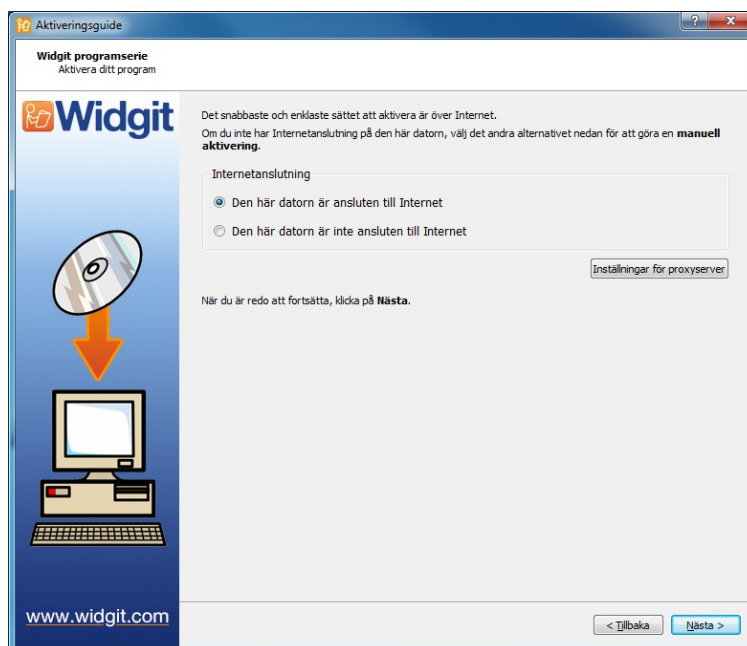 Aktiveringsguide
Widgit programserie
Aktivera ditt program
Widgit
Det snabbaste och enklaste sättet att aktivera är över Internet.
Om du inte har Internetanslutning på den här datorn, välj det andra alternativet nedan för att göra en manuell
aktivering.
Internetanslutning
Den här datorn är ansluten till Internet
Den här datorn är inte ansluten till Internet
Inställningar för proxyserver
När du är redo att fortsätta, klicka på Nästa.
www.widgit.com
< Tillbaka
Nästa >